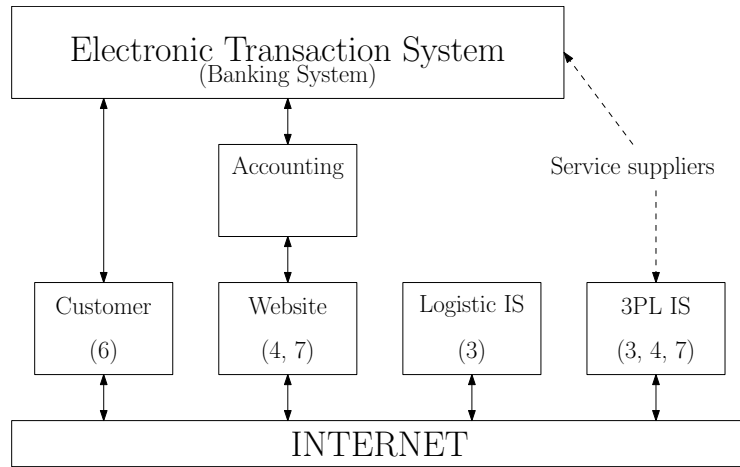 Electronic Transaction System
(Banking System)
Accounting
Service suppliers
Customer
Website
Logistic IS
3PL IS
(6)
(4, 7)
(3)
(3, 4, 7)
INTERNET